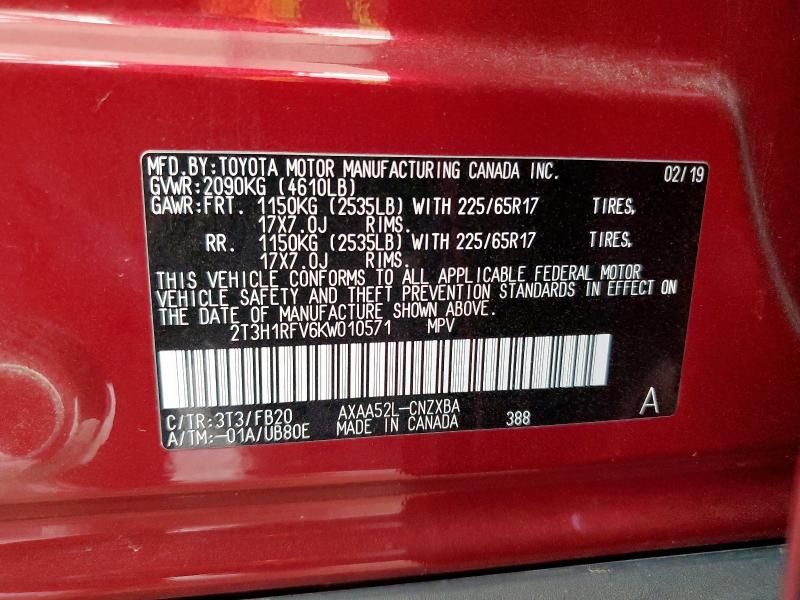 MFD.BY:TOYOTA MOTOR MANUFACTURING CANADA INC. 02/19
GVWR:2090KG (4610LB)
GAWR:FRT. 1150KG (2535LB) WITH 225/65R17 TIRES,
17X7.0J RIMS.
RR. 1150KG (2535LB) WITH 225/65R17 TIRES,
17X7.0J RIMS.
THIS VEHICLE CONFORMS TO ALL APPLICABLE FEDERAL MOTOR
VEHICLE SAFETY AND THEFT PREVENTION STANDARDS IN EFFECT ON
THE DATE OF MANUFACTURE SHOWN ABOVE.
2T3H1RFV6KW010571 MPV
C/TR:3T3/FB20 AXAA52L-CNZXBA A
A/TM:-01A/UB80E MADE IN CANADA 388